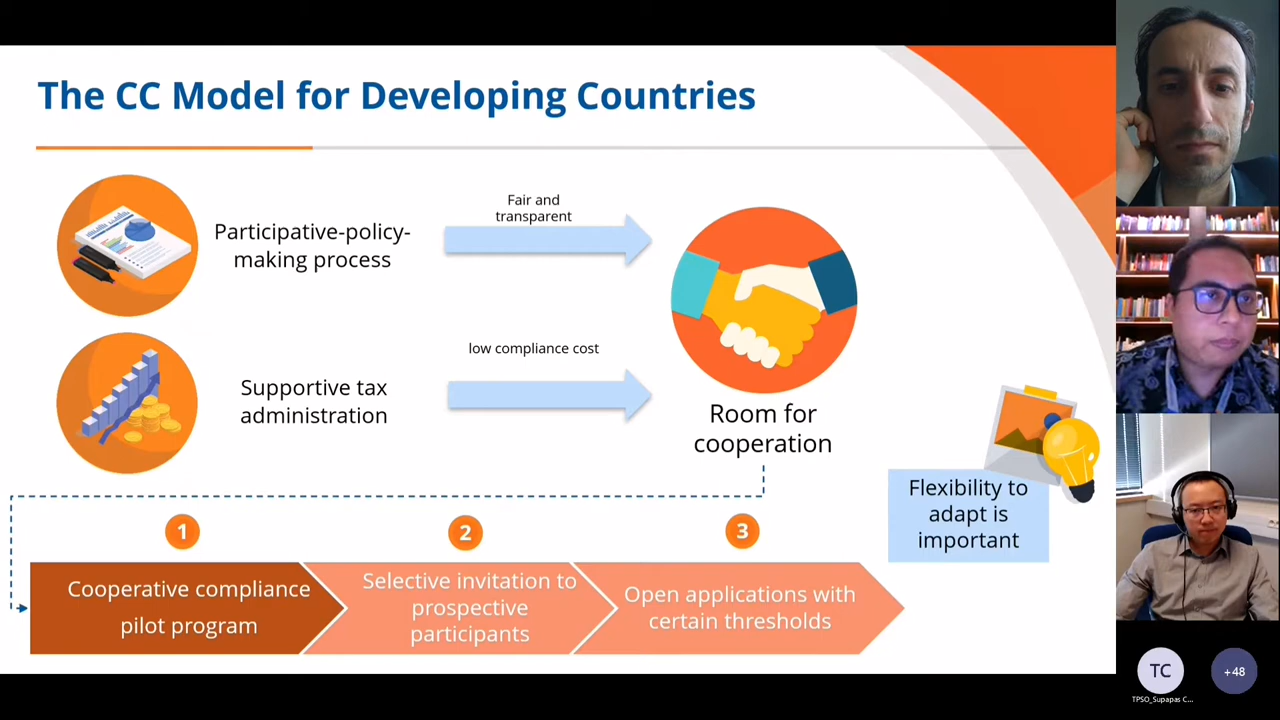 The CC Model for Developing Countries
Participative-policy-
making process
Fair and
transparent
Supportive tax
administration
low compliance cost
Room for
cooperation
Flexibility to
adapt is
important
1
Cooperative compliance
pilot program
2
Selective invitation to
prospective
participants
3
Open applications with
certain thresholds
TC
TPSO_Supapas C...
+48